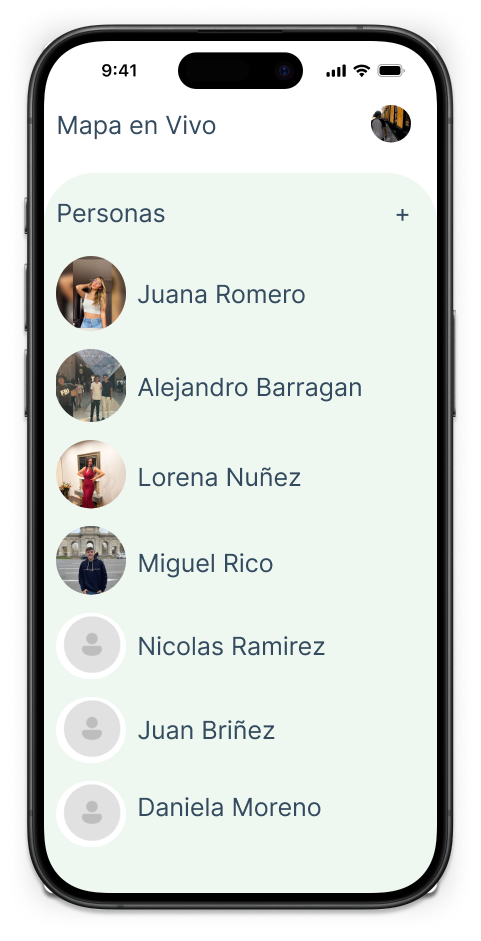 9:41
Mapa en Vivo
Personas +
Juana Romero
Alejandro Barragan
Lorena Nuñez
Miguel Rico
Nicolas Ramirez
Juan Briñez
Daniela Moreno